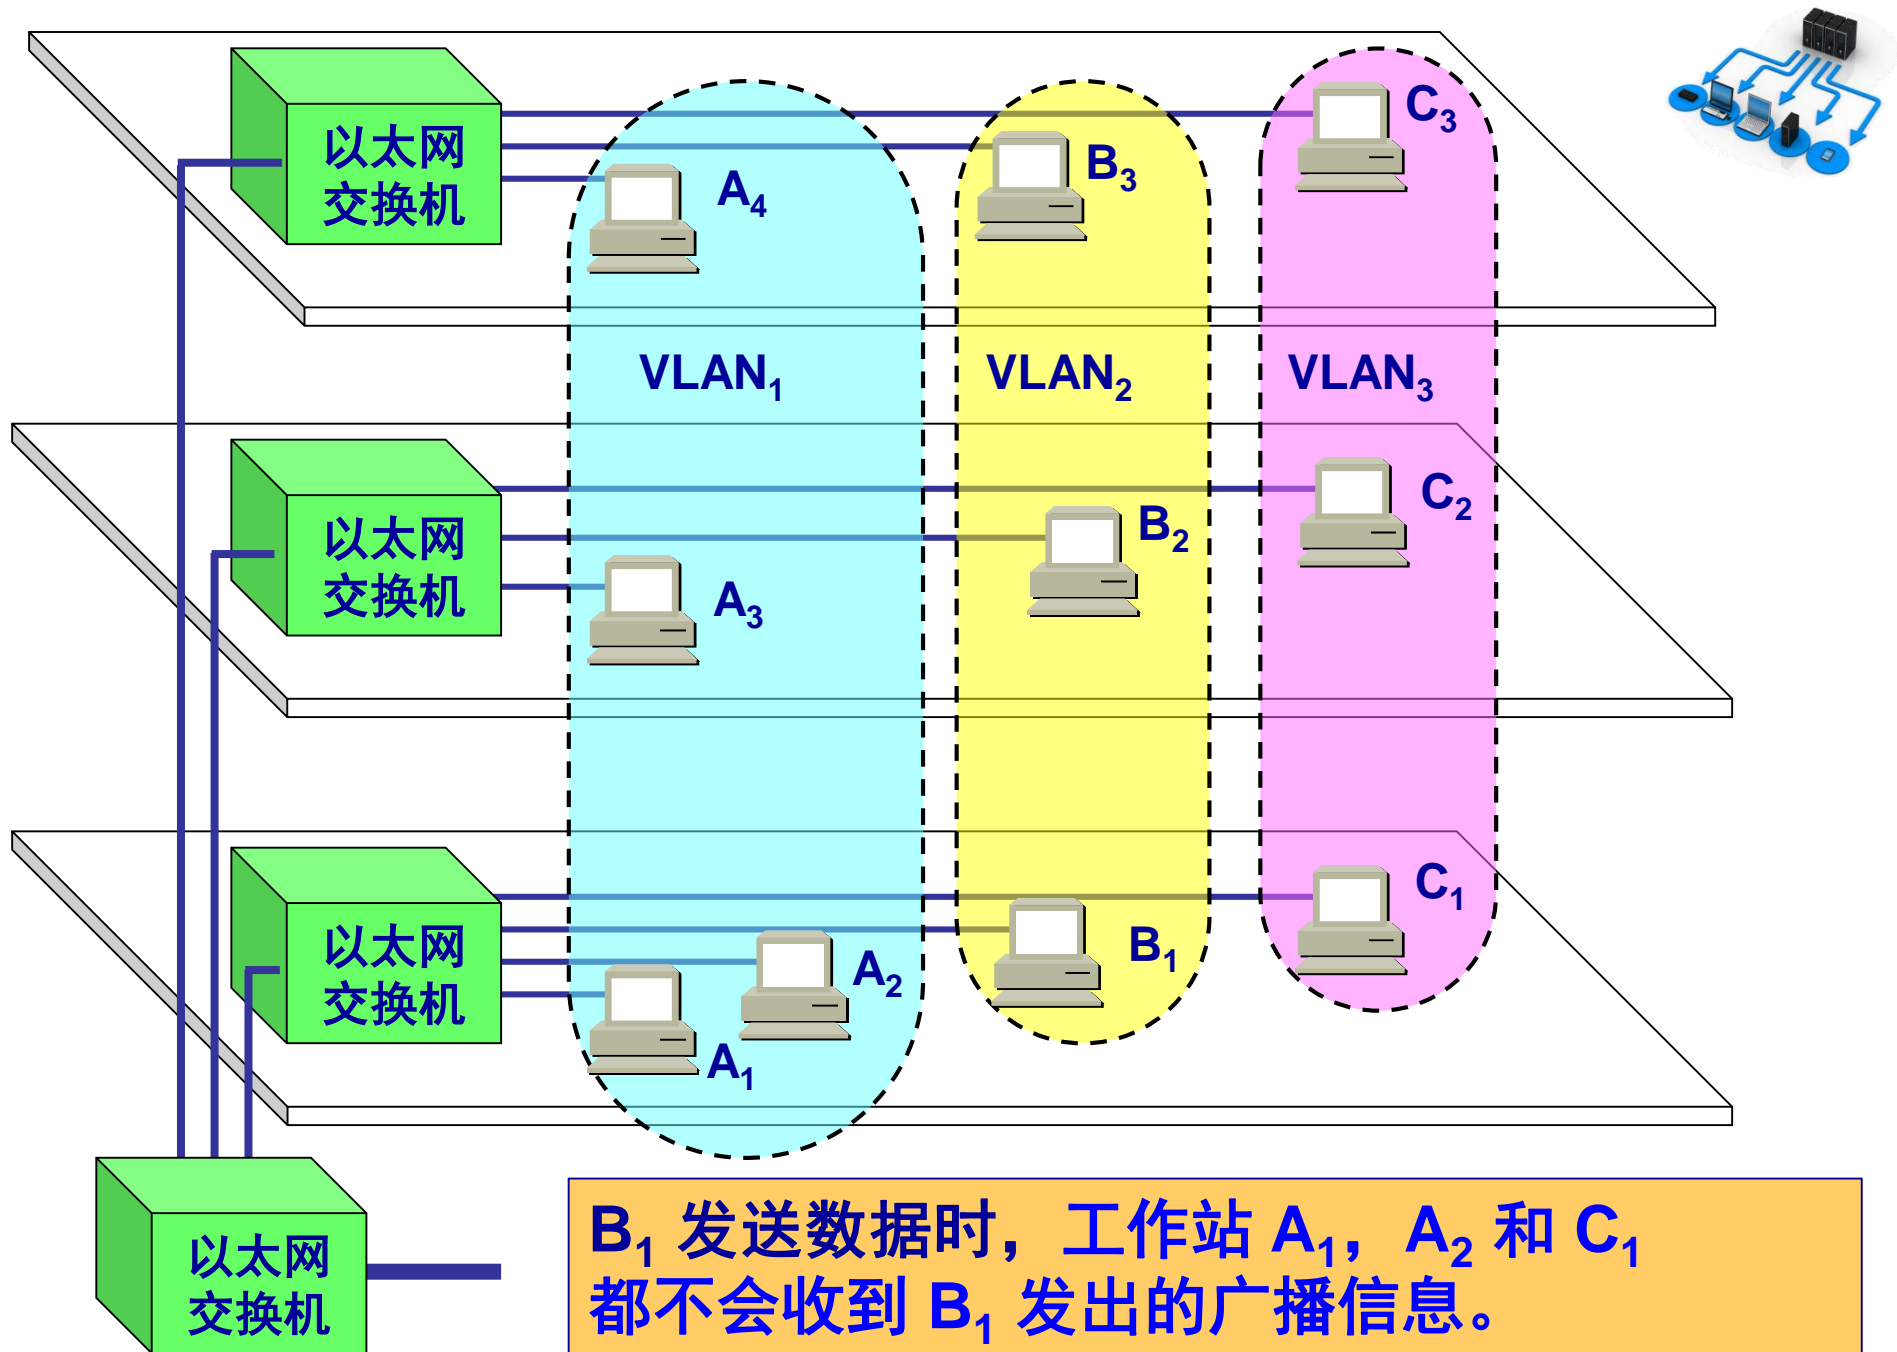 以太网
交换机
A₄
B₃
C₃
VLAN₁
VLAN₂
VLAN₃
以太网
交换机
A₃
B₂
C₂
以太网
交换机
A₁
A₂
B₁
C₁
以太网
交换机
B₁ 发送数据时，工作站 A₁，A₂ 和 C₁
都不会收到 B₁ 发出的广播信息。